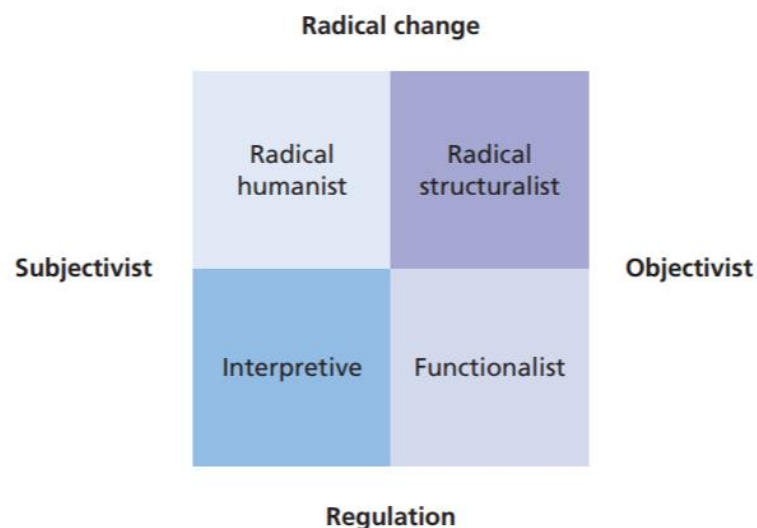 Radical change
Radical
humanist
Radical
structuralist
Subjectivist
Objectivist
Interpretive
Functionalist
Regulation